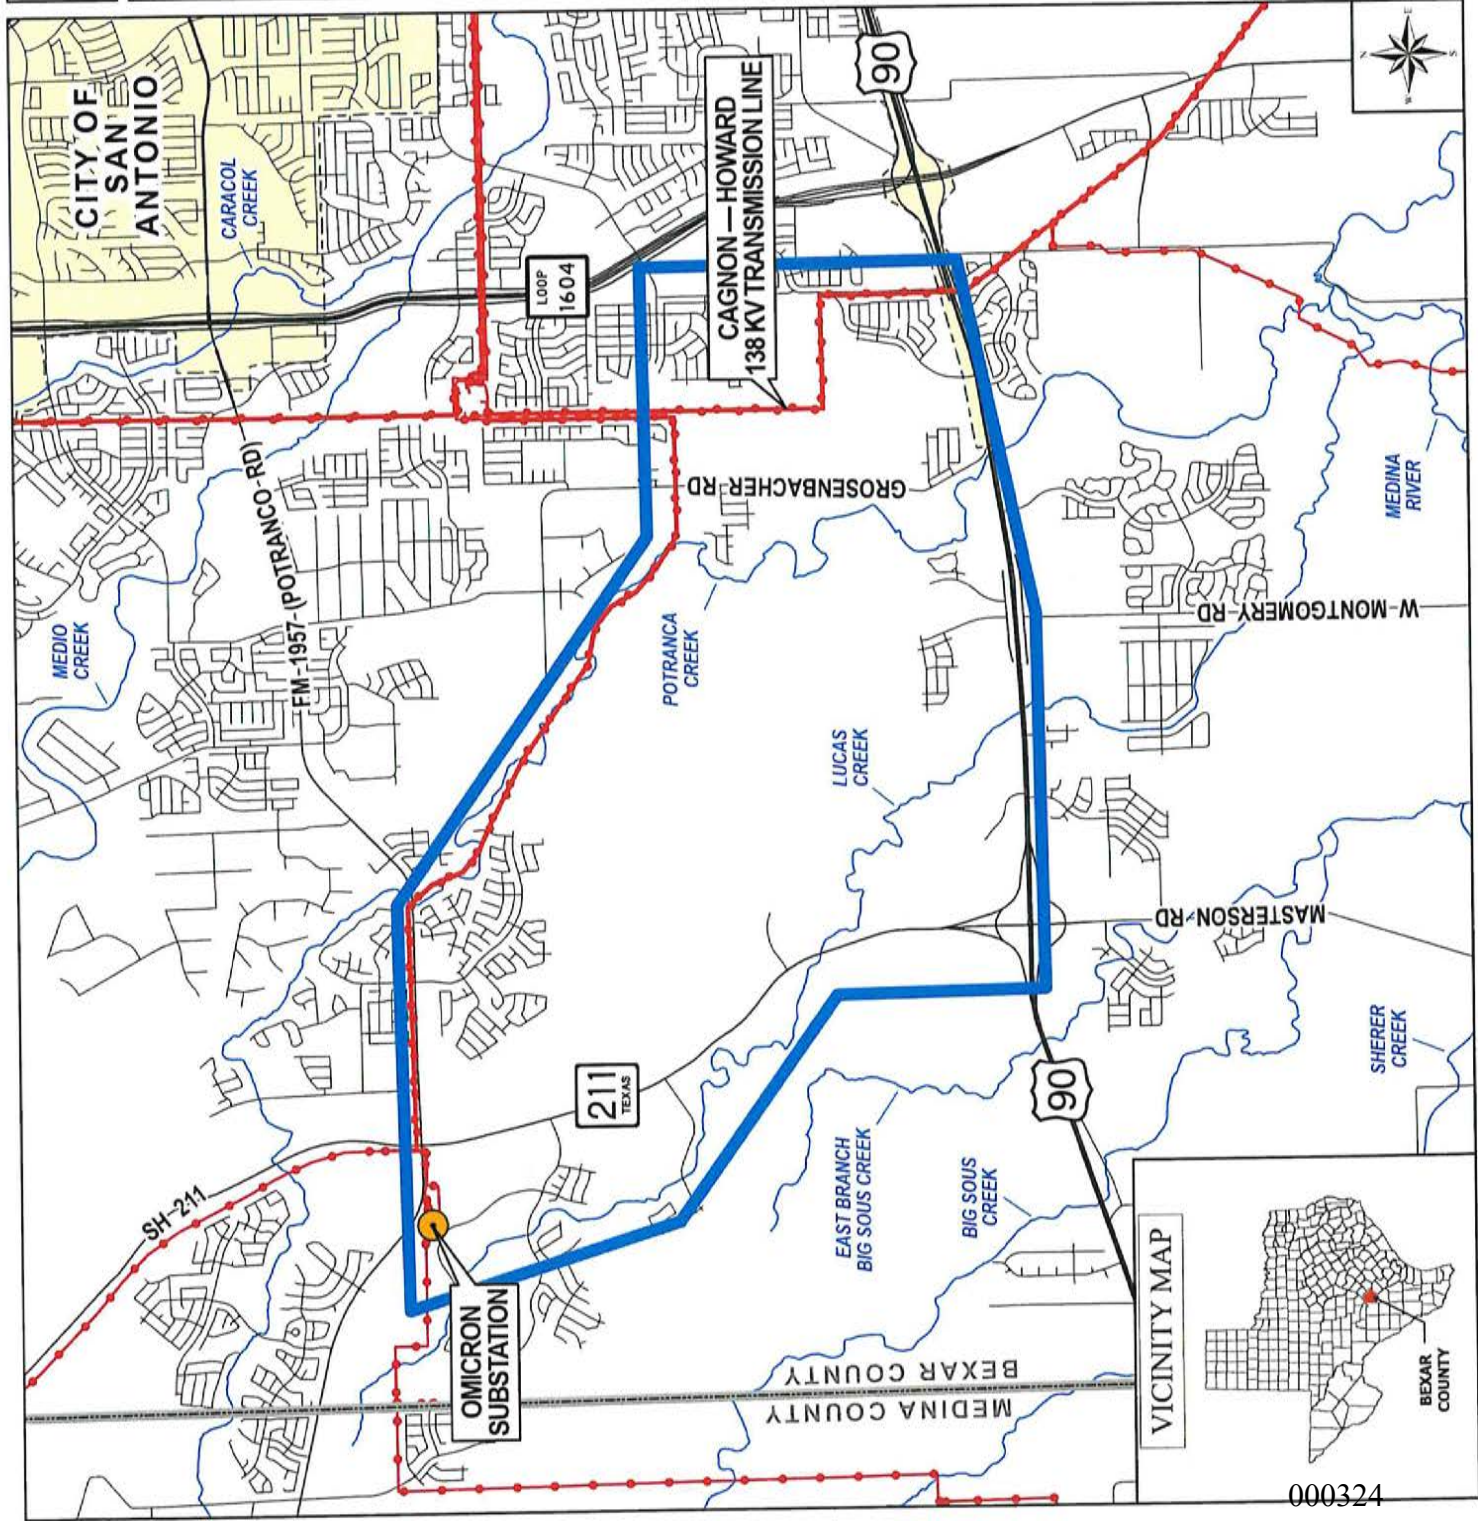 CITY OF
SAN
ANTONIO
CARACOL
CREEK
MEDIO
CREEK
FM-1957-(POTRANCO-RD)
LOOP
1604
90
CAGNON—HOWARD
138 KV TRANSMISSION LINE
N
E
S
W
GROSENBACHER RD
POTRANCA
CREEK
MEDINA
RIVER
W-MONTGOMERY-RD
LUCAS
CREEK
MASTERSON-RD
SH-211
211
TEXAS
OMICRON
SUBSTATION
EAST BRANCH
BIG SOUS CREEK
BIG SOUS
CREEK
90
SHERER
CREEK
BEXAR COUNTY
MEDINA COUNTY
VICINITY MAP
BEXAR
COUNTY
000324